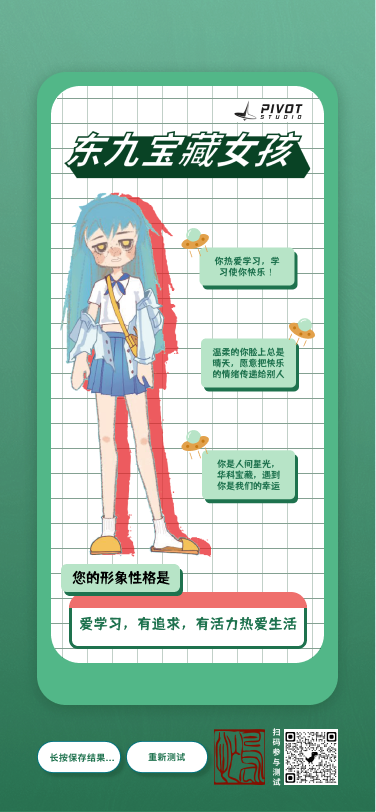 PIVOT
STUDIO
东九宝藏女孩
你热爱学习，学
习使你快乐！
温柔的你脸上总是
晴天，愿意把快乐
的情绪传递给别人
你是人间星光，
华科宝藏，遇到
你是我们的幸运
您的形象性格是
爱学习，有追求，有活力热爱生活
长按保存结果...
重新测试
扫码参与测试